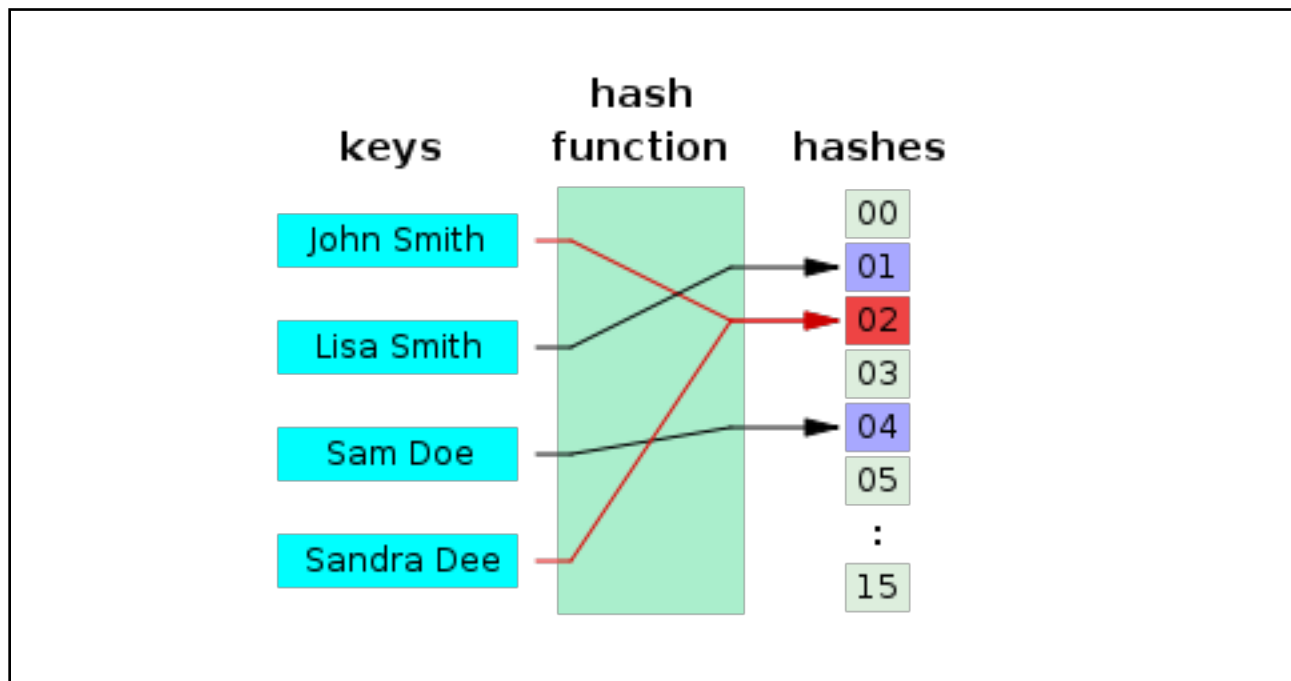 hash
keys function hashes
John Smith
Lisa Smith
Sam Doe
Sandra Dee
00
01
02
03
04
05
:
15